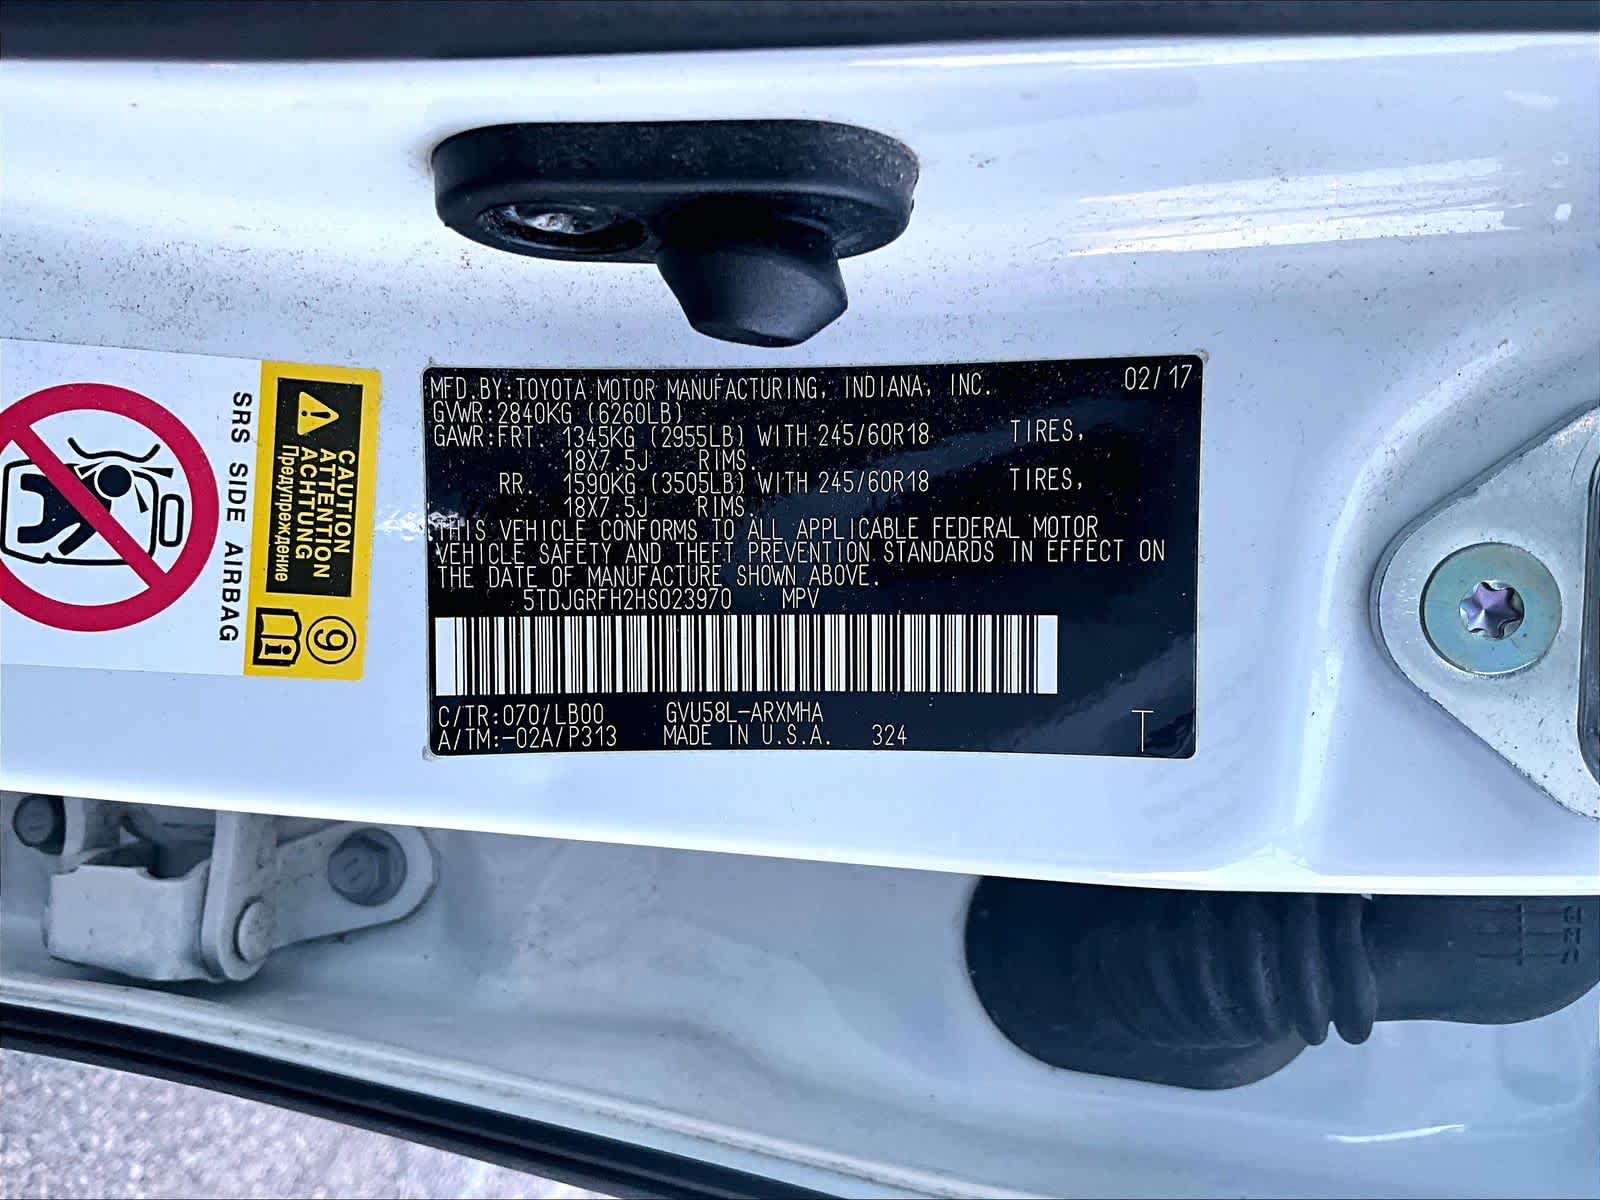 MFD. BY: TOYOTA MOTOR MANUFACTURING, INDIANA, INC. 02/17
GVWR: 2840KG (6260LB)
GAWR: FRT. 1345KG (2955LB) WITH 245/60R18 TIRES,
18X7.5J RIMS.
RR. 1590KG (3505LB) WITH 245/60R18 TIRES,
18X7.5J RIMS.
THIS VEHICLE CONFORMS TO ALL APPLICABLE FEDERAL MOTOR
VEHICLE SAFETY AND THEFT PREVENTION STANDARDS IN EFFECT ON
THE DATE OF MANUFACTURE SHOWN ABOVE.
5TDJGRFH2HS023970 MPV
C/TR: 070/LB00 GVU58L-ARXMHA
A/TM:-02A/P313 MADE IN U.S.A. 324 T
CAUTION
ATTENTION
ACHTUNG
Предупреждение
9
i
SRS SIDE AIRBAG